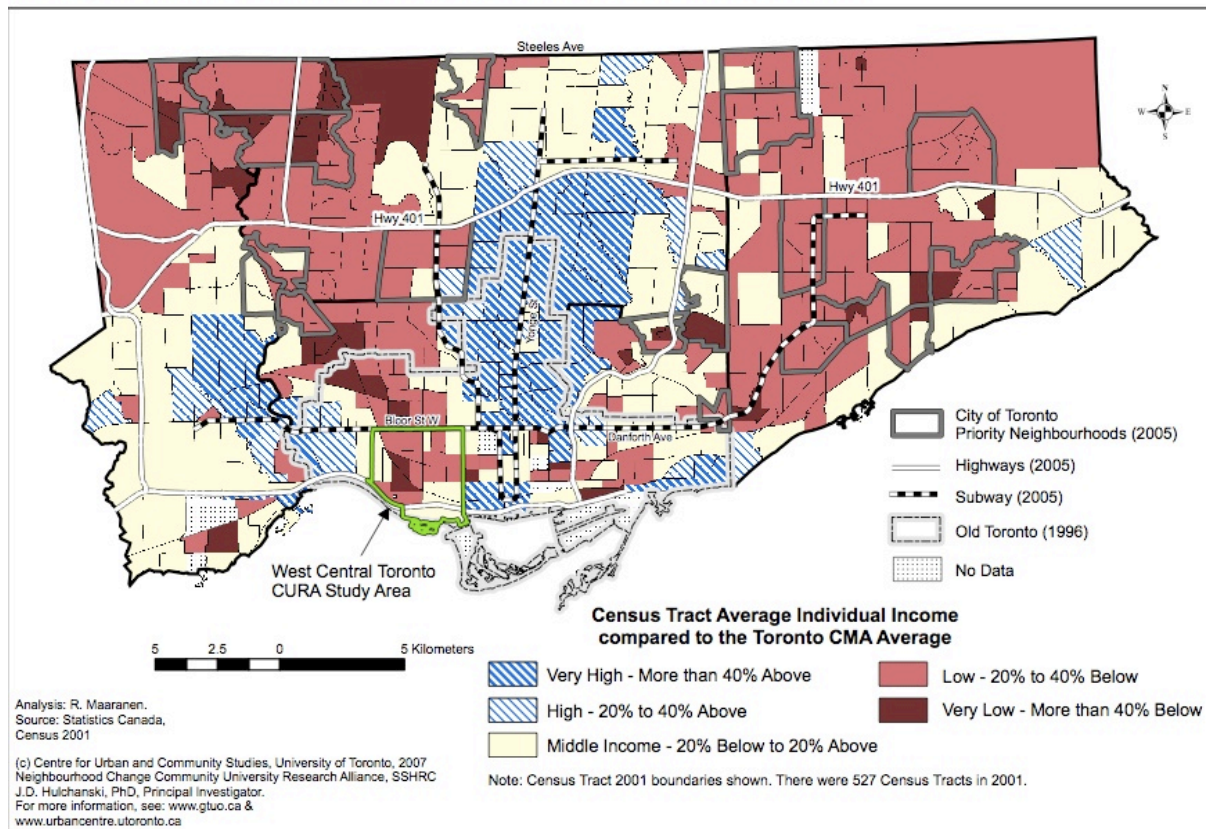 Steeles Ave
N
W E
S
Hwy 401
Hwy 401
Yonge St
Bloor St W
Danforth Ave
City of Toronto
Priority Neighbourhoods (2005)
Highways (2005)
Subway (2005)
Old Toronto (1996)
No Data
West Central Toronto
CURA Study Area
Census Tract Average Individual Income
compared to the Toronto CMA Average
5 2.5 0 5 Kilometers
Very High - More than 40% Above
Low - 20% to 40% Below
High - 20% to 40% Above
Very Low - More than 40% Below
Middle Income - 20% Below to 20% Above
Note: Census Tract 2001 boundaries shown. There were 527 Census Tracts in 2001.
Analysis: R. Maaranen.
Source: Statistics Canada,
Census 2001
(c) Centre for Urban and Community Studies, University of Toronto, 2007
Neighbourhood Change Community University Research Alliance, SSHRC
J.D. Hulchanski, PhD, Principal Investigator.
For more information, see: www.gtuo.ca &
www.urbancentre.utoronto.ca